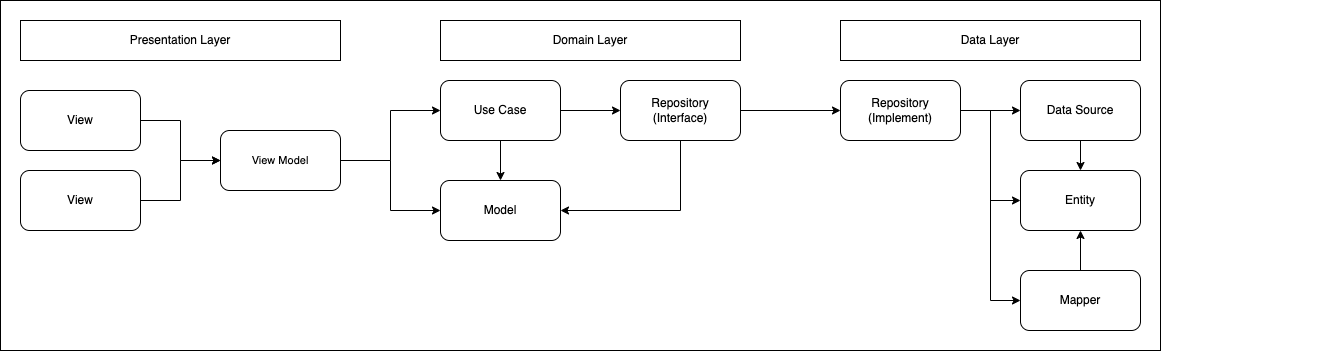 Presentation Layer
Domain Layer
Data Layer
View
View
View Model
Use Case
Repository
(Interface)
Model
Repository
(Implement)
Data Source
Entity
Mapper